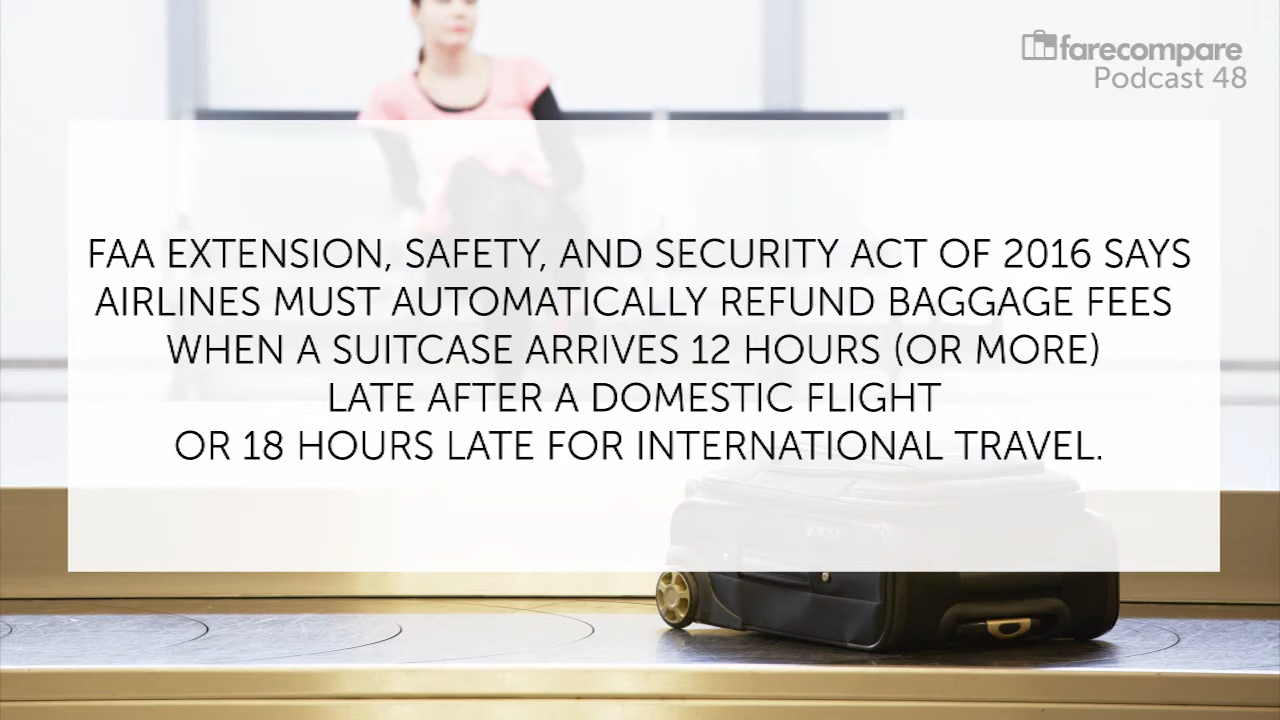 farecompare
Podcast 48
FAA EXTENSION, SAFETY, AND SECURITY ACT OF 2016 SAYS
AIRLINES MUST AUTOMATICALLY REFUND BAGGAGE FEES
WHEN A SUITCASE ARRIVES 12 HOURS (OR MORE)
LATE AFTER A DOMESTIC FLIGHT
OR 18 HOURS LATE FOR INTERNATIONAL TRAVEL.